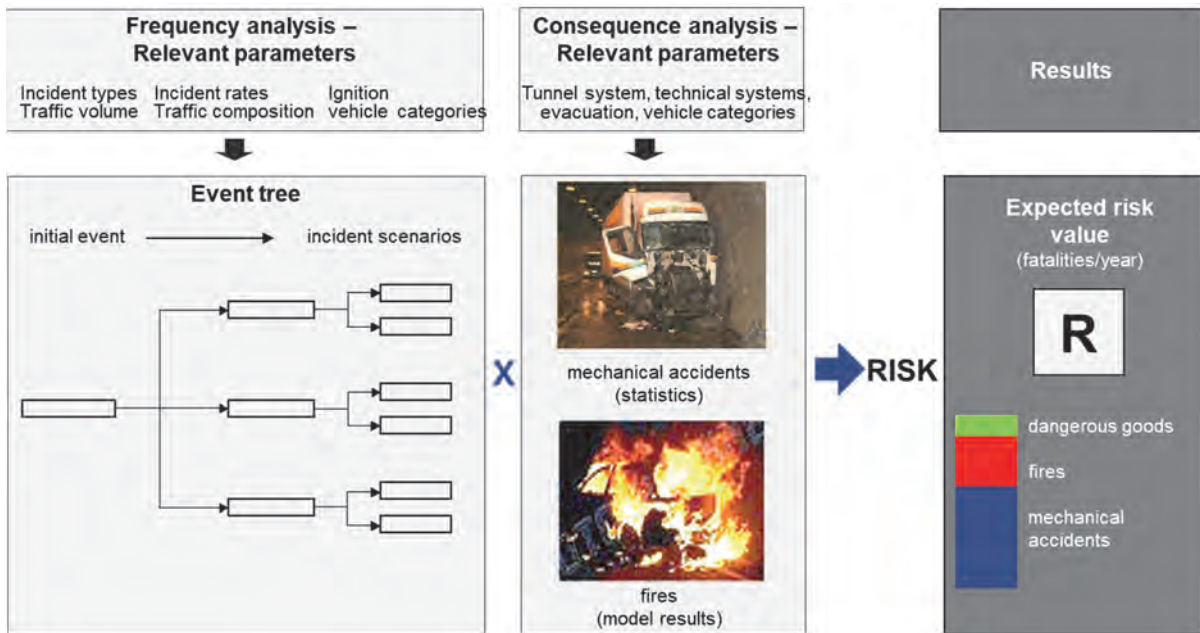 Frequency analysis –
Relevant parameters
Incident types Incident rates Ignition
Traffic volume Traffic composition vehicle categories
Consequence analysis –
Relevant parameters
Tunnel system, technical systems,
evacuation, vehicle categories
Results
Event tree
initial event incident scenarios
X
mechanical accidents
(statistics)
fires
(model results)
RISK
Expected risk
value
(fatalities/year)
R
dangerous goods
fires
mechanical
accidents